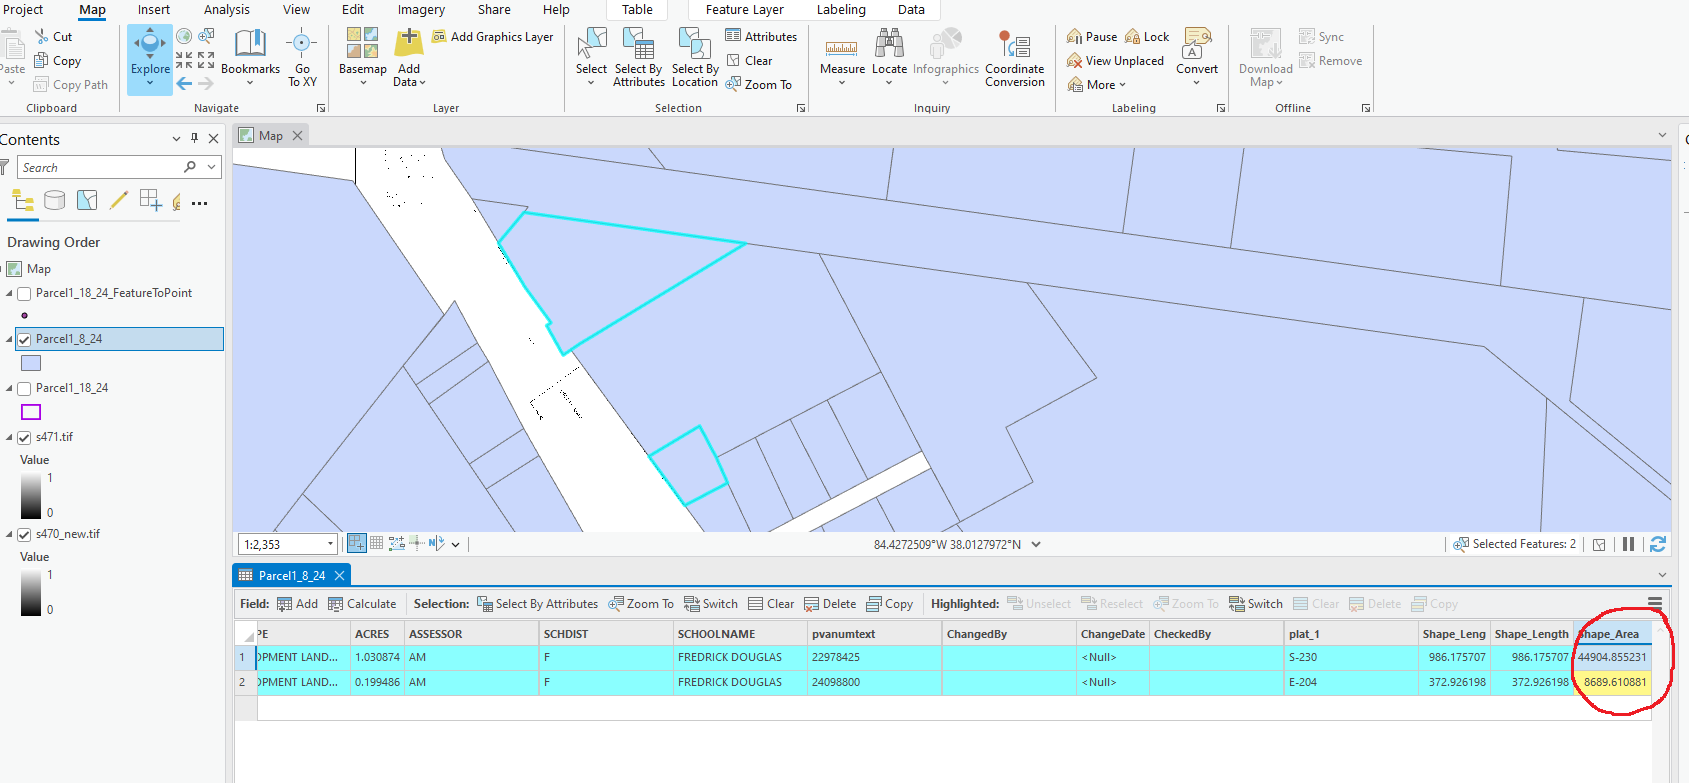 Project Map Insert Analysis View Edit Imagery Share Help Table Feature Layer Labeling Data
Cut
Copy
Copy Path
Paste
Clipboard
Explore
Bookmarks
Go
To XY
Navigate
Basemap
Add
Data
Add Graphics Layer
Layer
Select
Select By
Attributes
Select By
Location
Attributes
Clear
Zoom To
Selection
Measure
Locate
Infographics
Coordinate
Conversion
Inquiry
Pause Lock
View Unplaced
More
Convert
Labeling
Download
Map
Sync
Remove
Offline
Contents
Search
Drawing Order
Map
Parcel1_18_24_FeatureToPoint
Parcel1_8_24
Parcel1_18_24
s471.tif
Value
1
0
s470_new.tif
Value
1
0
Map
1:2,353
84.4272509°W 38.0127972°N
Selected Features: 2
Parcel1_8_24
Field: Add Calculate Selection: Select By Attributes Zoom To Switch Clear Delete Copy Highlighted: Unselect Reselect Zoom To Switch Clear Delete Copy
PE ACRES ASSESSOR SCHDIST SCHOOLNAME pvanumtext ChangedBy ChangeDate CheckedBy plat_1 Shape_Leng Shape_Length Shape_Area
1 OPMENT LAND... 1.030874 AM F FREDRICK DOUGLAS 22978425 <Null> S-230 986.175707 986.175707 44904.855231
2 OPMENT LAND... 0.199486 AM F FREDRICK DOUGLAS 24098800 <Null> E-204 372.926198 372.926198 8689.610881